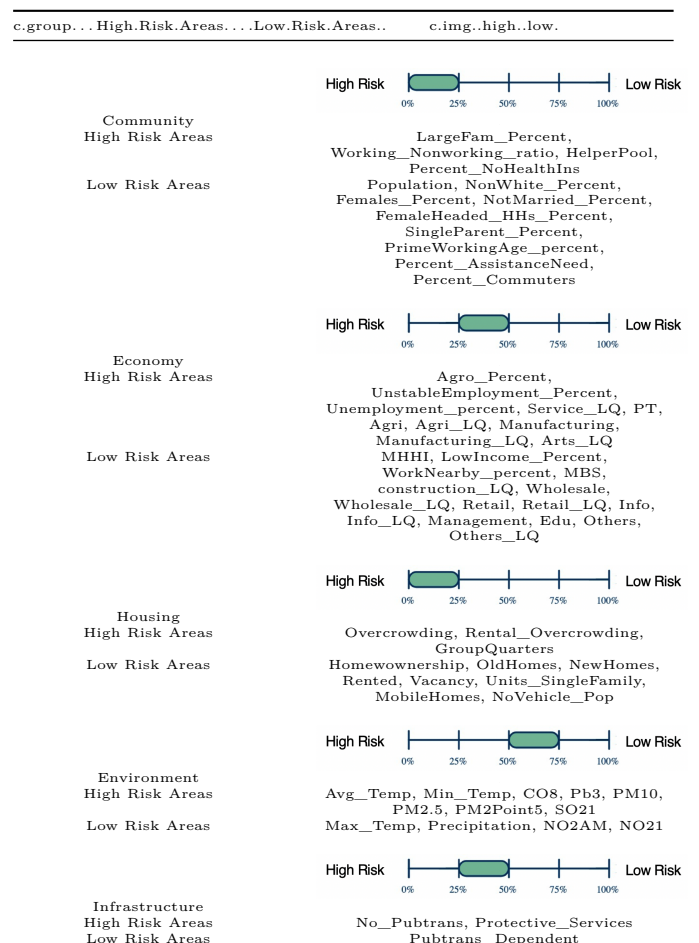 c.group...High.Risk.Areas....Low.Risk.Areas.. c.img..high..low.
High Risk Low Risk
0% 25% 50% 75% 100%
Community
High Risk Areas LargeFam_Percent,
Working_Nonworking_ratio, HelperPool,
Percent_NoHealthIns
Low Risk Areas Population, NonWhite_Percent,
Females_Percent, NotMarried_Percent,
FemaleHeaded_HHs_Percent,
SingleParent_Percent,
PrimeWorkingAge_percent,
Percent_AssistanceNeed,
Percent_Commuters
High Risk Low Risk
0% 25% 50% 75% 100%
Economy
High Risk Areas Agro_Percent,
UnstableEmployment_Percent,
Unemployment_percent, Service_LQ, PT,
Agri, Agri_LQ, Manufacturing,
Manufacturing_LQ, Arts_LQ
Low Risk Areas MHHI, LowIncome_Percent,
WorkNearby_percent, MBS,
construction_LQ, Wholesale,
Wholesale_LQ, Retail, Retail_LQ, Info,
Info_LQ, Management, Edu, Others,
Others_LQ
High Risk Low Risk
0% 25% 50% 75% 100%
Housing
High Risk Areas Overcrowding, Rental_Overcrowding,
GroupQuarters
Low Risk Areas Homewownership, OldHomes, NewHomes,
Rented, Vacancy, Units_SingleFamily,
MobileHomes, NoVehicle_Pop
High Risk Low Risk
0% 25% 50% 75% 100%
Environment
High Risk Areas Avg_Temp, Min_Temp, CO8, Pb3, PM10,
PM2.5, PM2Point5, SO21
Low Risk Areas Max_Temp, Precipitation, NO2AM, NO21
High Risk Low Risk
0% 25% 50% 75% 100%
Infrastructure
High Risk Areas No_Pubtrans, Protective_Services
Low Risk Areas Pubtrans_Dependent